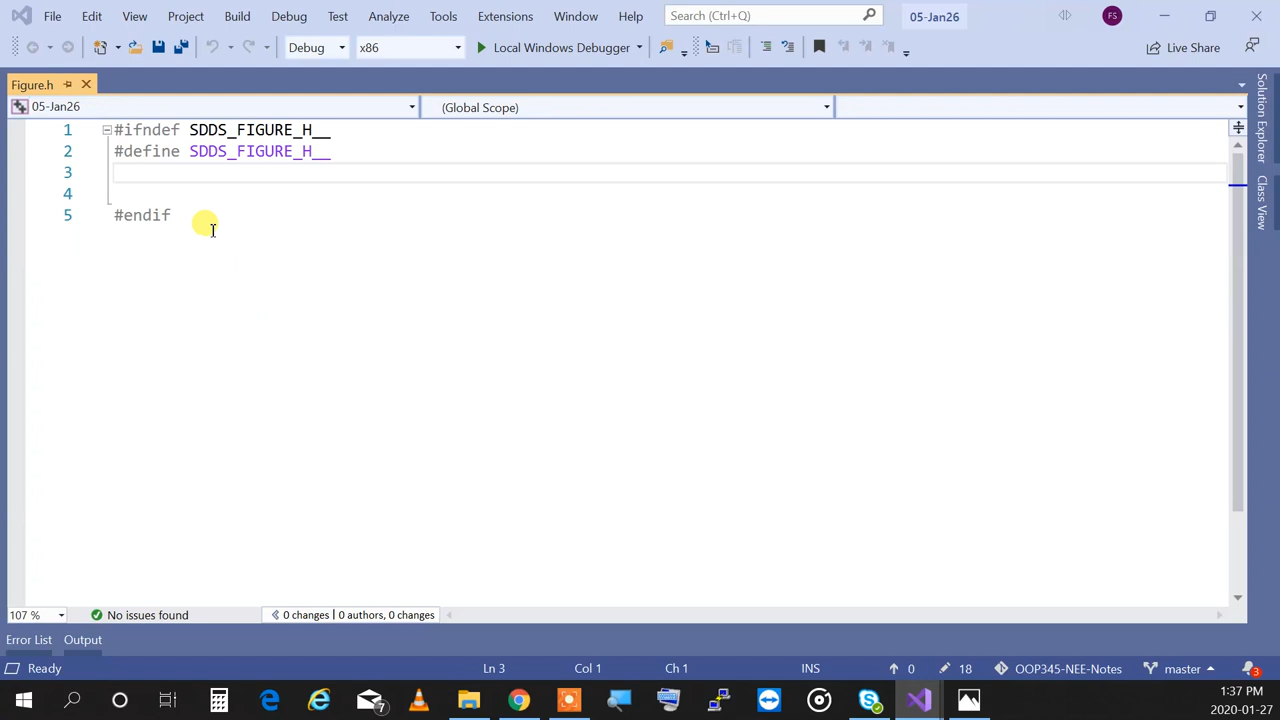 File Edit View Project Build Debug Test Analyze Tools Extensions Window Help Search (Ctrl+Q) 05-Jan26 FS
Debug x86 Local Windows Debugger Live Share
Figure.h
05-Jan26 (Global Scope)
1 #ifndef SDDS_FIGURE_H__
2 #define SDDS_FIGURE_H__
3
4
5 #endif
Solution Explorer
Class View
107 % No issues found 0 changes | 0 authors, 0 changes
Error List Output
Ready Ln 3 Col 1 Ch 1 INS 0 18 OOP345-NEE-Notes master 3
7
1:37 PM
2020-01-27